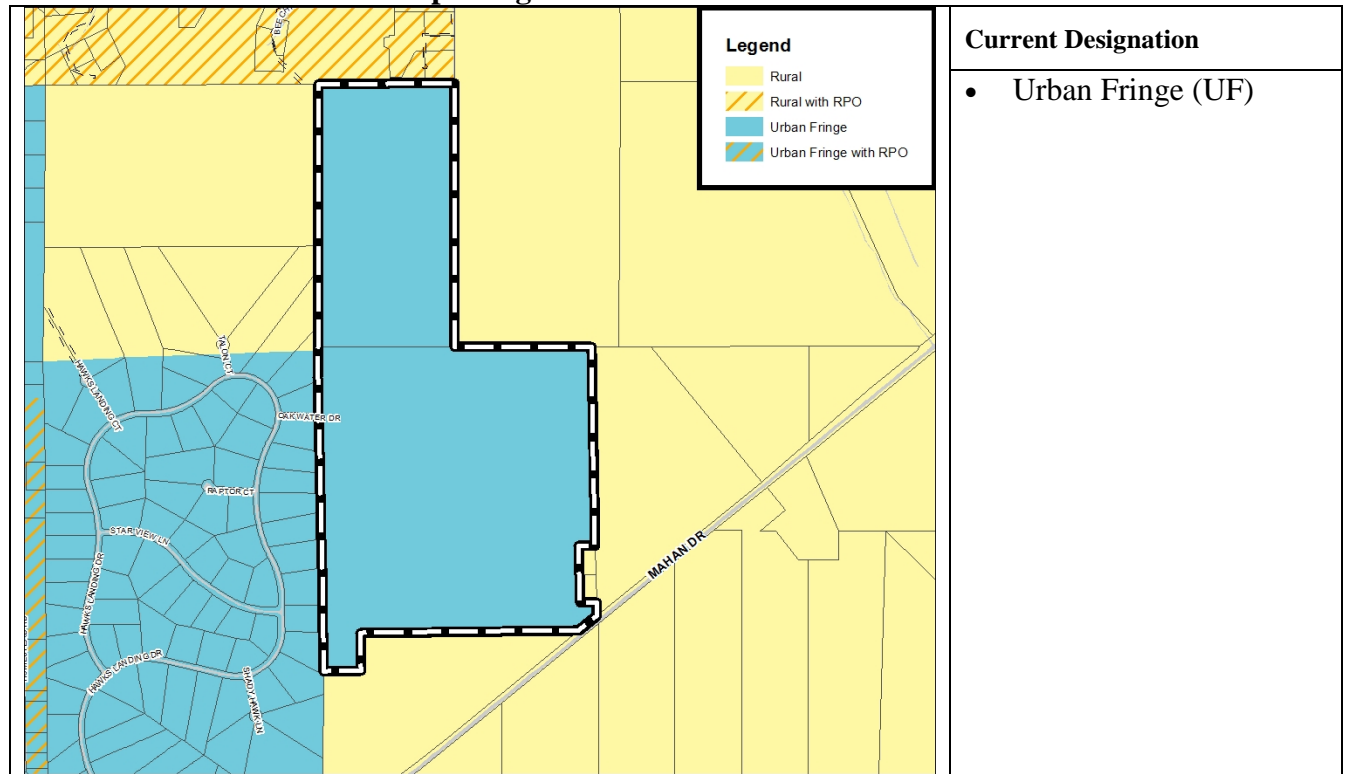 Legend
Rural
Rural with RPO
Urban Fringe
Urban Fringe with RPO
Current Designation
• Urban Fringe (UF)
TALON CT
HAWKS LANDING CT
OAKWATER DR
RAPTOR CT
STAR VIEW LN
HAWKS LANDING DR
MAHAN DR
HAWKS LANDING DR
SHADY HAWK LN